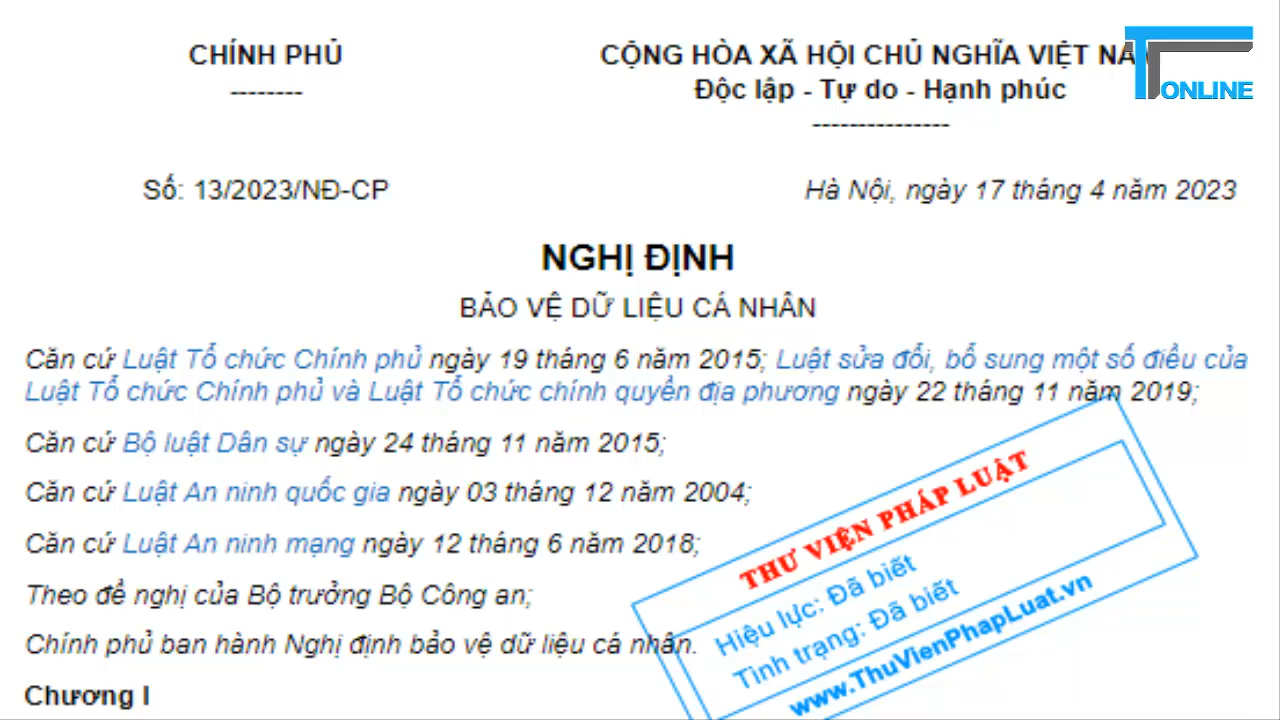 CHÍNH PHỦ
--------
CỘNG HÒA XÃ HỘI CHỦ NGHĨA VIỆT NA
Độc lập - Tự do - Hạnh phúc
---------------
T ONLINE
Số: 13/2023/NĐ-CP
Hà Nội, ngày 17 tháng 4 năm 2023
NGHỊ ĐỊNH
BẢO VỆ DỮ LIỆU CÁ NHÂN
Căn cứ Luật Tổ chức Chính phủ ngày 19 tháng 6 năm 2015; Luật sửa đổi, bổ sung một số điều của
Luật Tổ chức Chính phủ và Luật Tổ chức chính quyền địa phương ngày 22 tháng 11 năm 2019;
Căn cứ Bộ luật Dân sự ngày 24 tháng 11 năm 2015;
Căn cứ Luật An ninh quốc gia ngày 03 tháng 12 năm 2004;
Căn cứ Luật An ninh mạng ngày 12 tháng 6 năm 2018;
Theo đề nghị của Bộ trưởng Bộ Công an;
Chính phủ ban hành Nghị định bảo vệ dữ liệu cá nhân.
Chương I
THƯ VIỆN PHÁP LUẬT
Hiệu lực: Đã biết
Tình trạng: Đã biết
www.ThuVienPhapLuat.vn